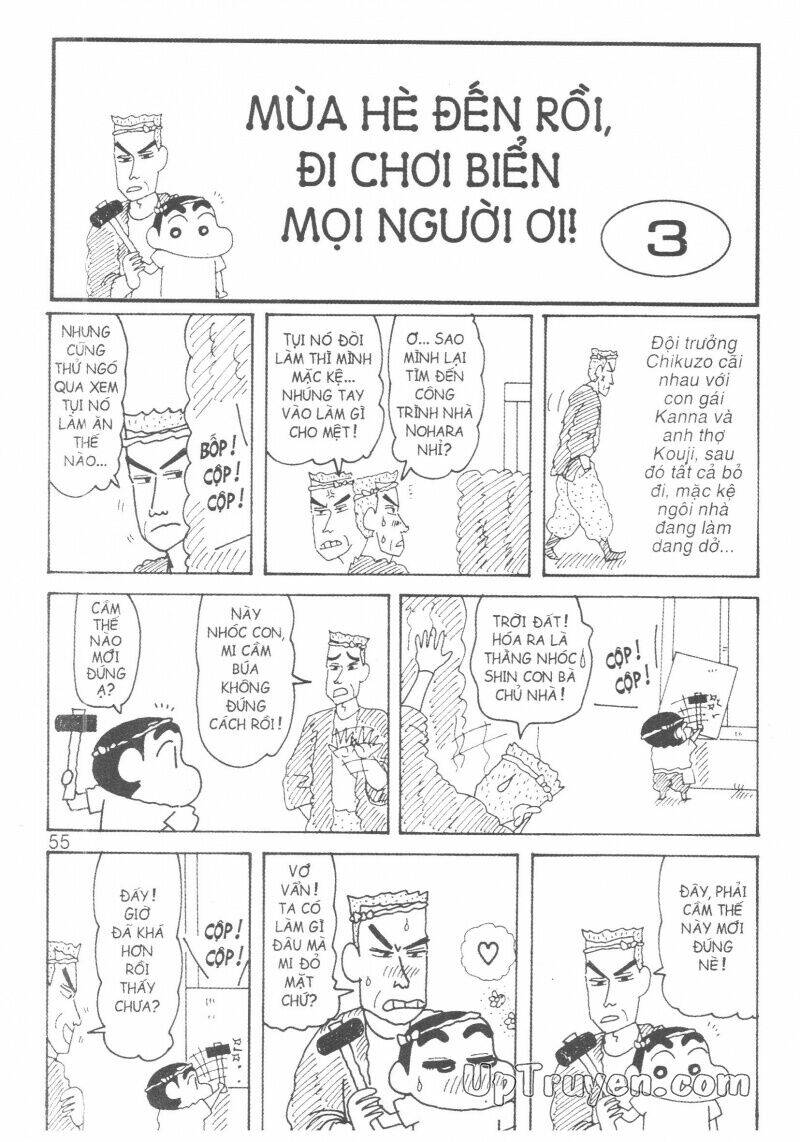 MÙA HÈ ĐẾN RỒI,
ĐI CHƠI BIỂN
MỌI NGƯỜI ƠI!
3
Đội trưởng
Chikuzo cãi
nhau với
con gái
Kanna và
anh thợ
Kouji, sau
đó tất cả bỏ
đi, mặc kệ
ngôi nhà
đang làm
dang dở...
Ơ... SAO
MÌNH LẠI
TÌM ĐẾN
CÔNG
TRÌNH NHÀ
NOHARA
NHỈ?
TỤI NÓ ĐÒI
LÀM THÌ MÌNH
MẶC KỆ...
NHÚNG TAY
VÀO LÀM GÌ
CHO MỆT!
NHƯNG
CŨNG
THỬ NGÓ
QUA XEM
TỤI NÓ
LÀM ĂN
THẾ
NÀO...
BỐP!
CỘP!
CỘP!
TRỜI ĐẤT!
HÓA RA LÀ
THẰNG NHÓC
SHIN CON BÀ
CHỦ NHÀ!
CỘP!
CỘP!
NÀY
NHÓC CON,
MI CẦM
BÚA
KHÔNG
ĐÚNG
CÁCH RỒI!
CẦM
THẾ
NÀO
MỚI
ĐÚNG
Ạ?
55
ĐÂY, PHẢI
CẦM THẾ
NÀY MỚI
ĐÚNG
NÈ!
VỚ
VẨN!
TA CÓ
LÀM GÌ
ĐÂU MÀ
MI ĐỎ
MẶT
CHỨ?
ĐẤY!
GIỜ
ĐÃ KHÁ
HƠN
RỒI
THẤY
CHƯA?
CỘP!
CỘP!
UpTruyen.com